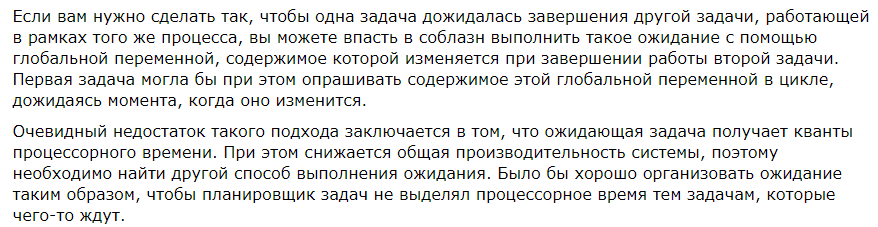 Если вам нужно сделать так, чтобы одна задача дожидалась завершения другой задачи, работающей
в рамках того же процесса, вы можете впасть в соблазн выполнить такое ожидание с помощью
глобальной переменной, содержимое которой изменяется при завершении работы второй задачи.
Первая задача могла бы при этом опрашивать содержимое этой глобальной переменной в цикле,
дожидаясь момента, когда оно изменится.
Очевидный недостаток такого подхода заключается в том, что ожидающая задача получает кванты
процессорного времени. При этом снижается общая производительность системы, поэтому
необходимо найти другой способ выполнения ожидания. Было бы хорошо организовать ожидание
таким образом, чтобы планировщик задач не выделял процессорное время тем задачам, которые
чего-то ждут.